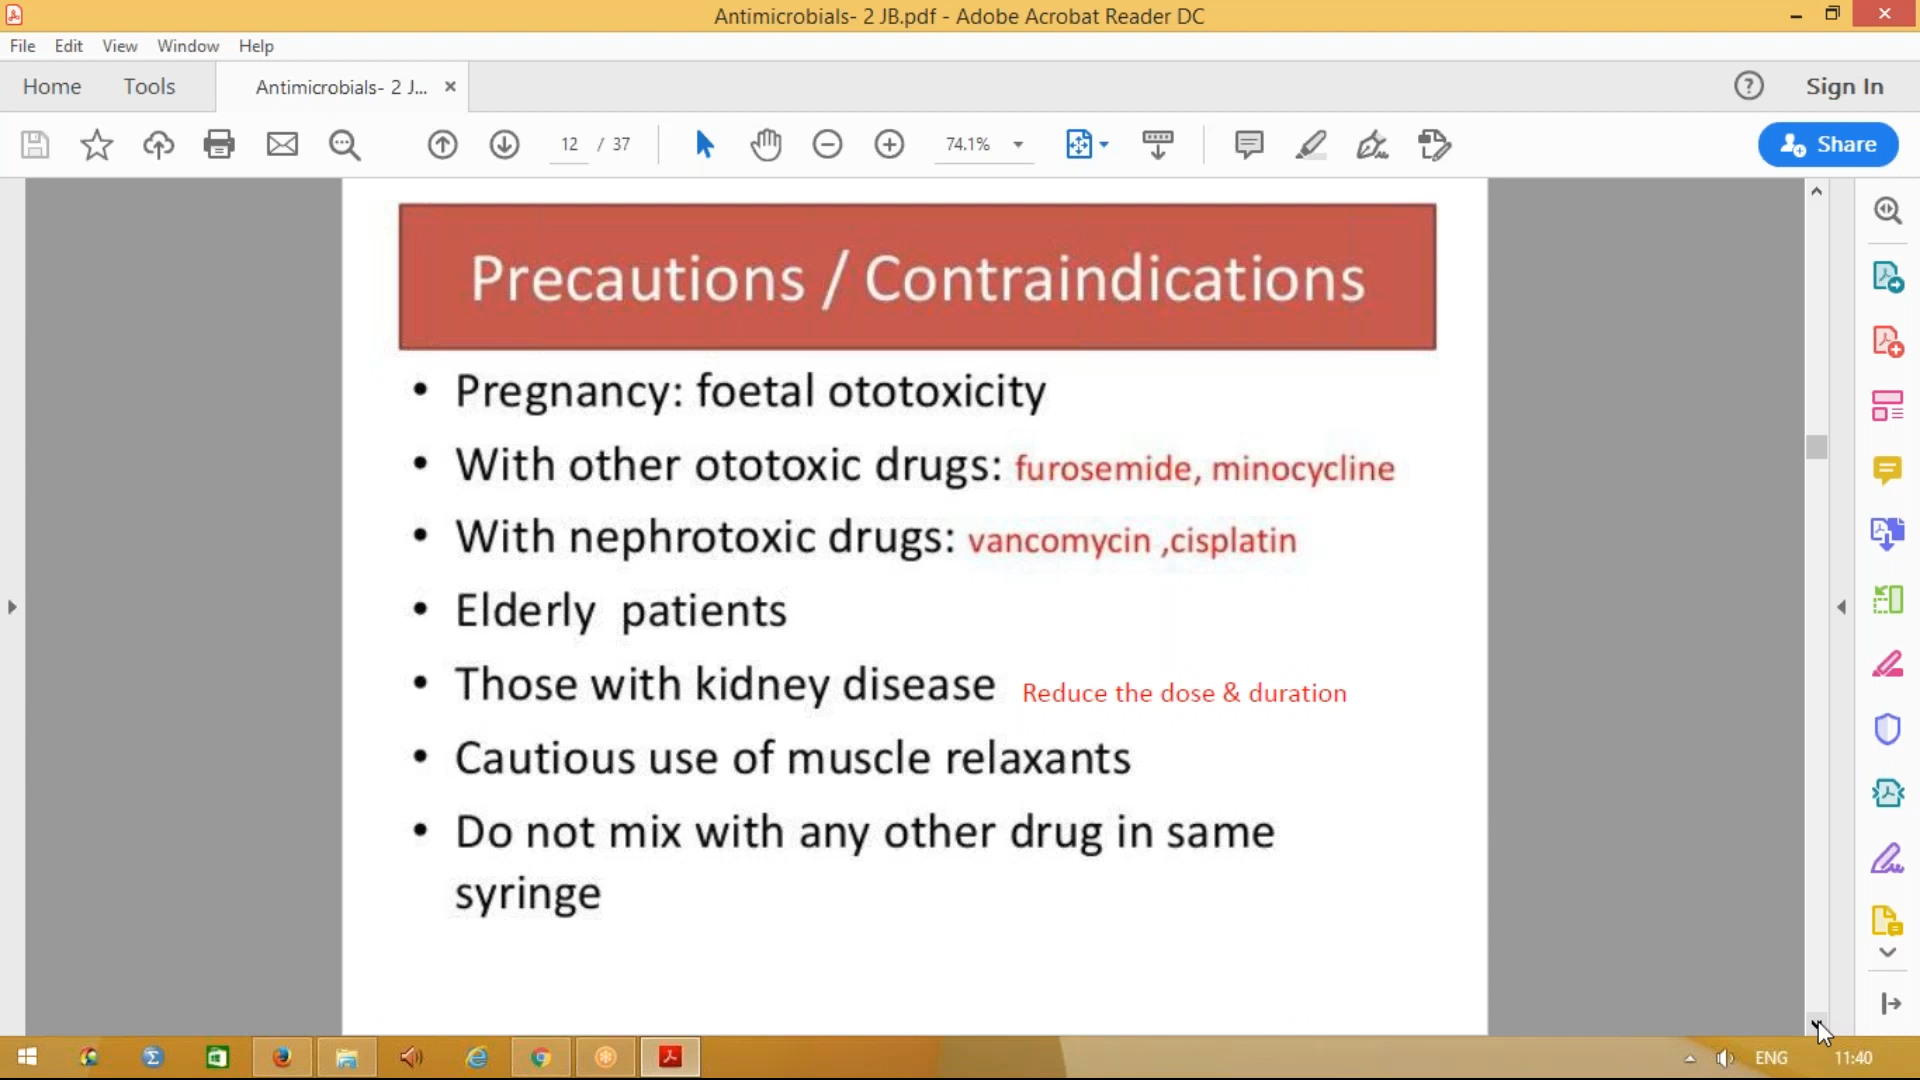 Antimicrobials- 2 JB.pdf - Adobe Acrobat Reader DC
File Edit View Window Help
Home Tools Antimicrobials- 2 J... × ? Sign In
12 / 37 74.1% Share
Precautions / Contraindications
• Pregnancy: foetal ototoxicity
• With other ototoxic drugs: furosemide, minocycline
• With nephrotoxic drugs: vancomycin ,cisplatin
• Elderly patients
• Those with kidney disease Reduce the dose & duration
• Cautious use of muscle relaxants
• Do not mix with any other drug in same
syringe
ENG 11:40